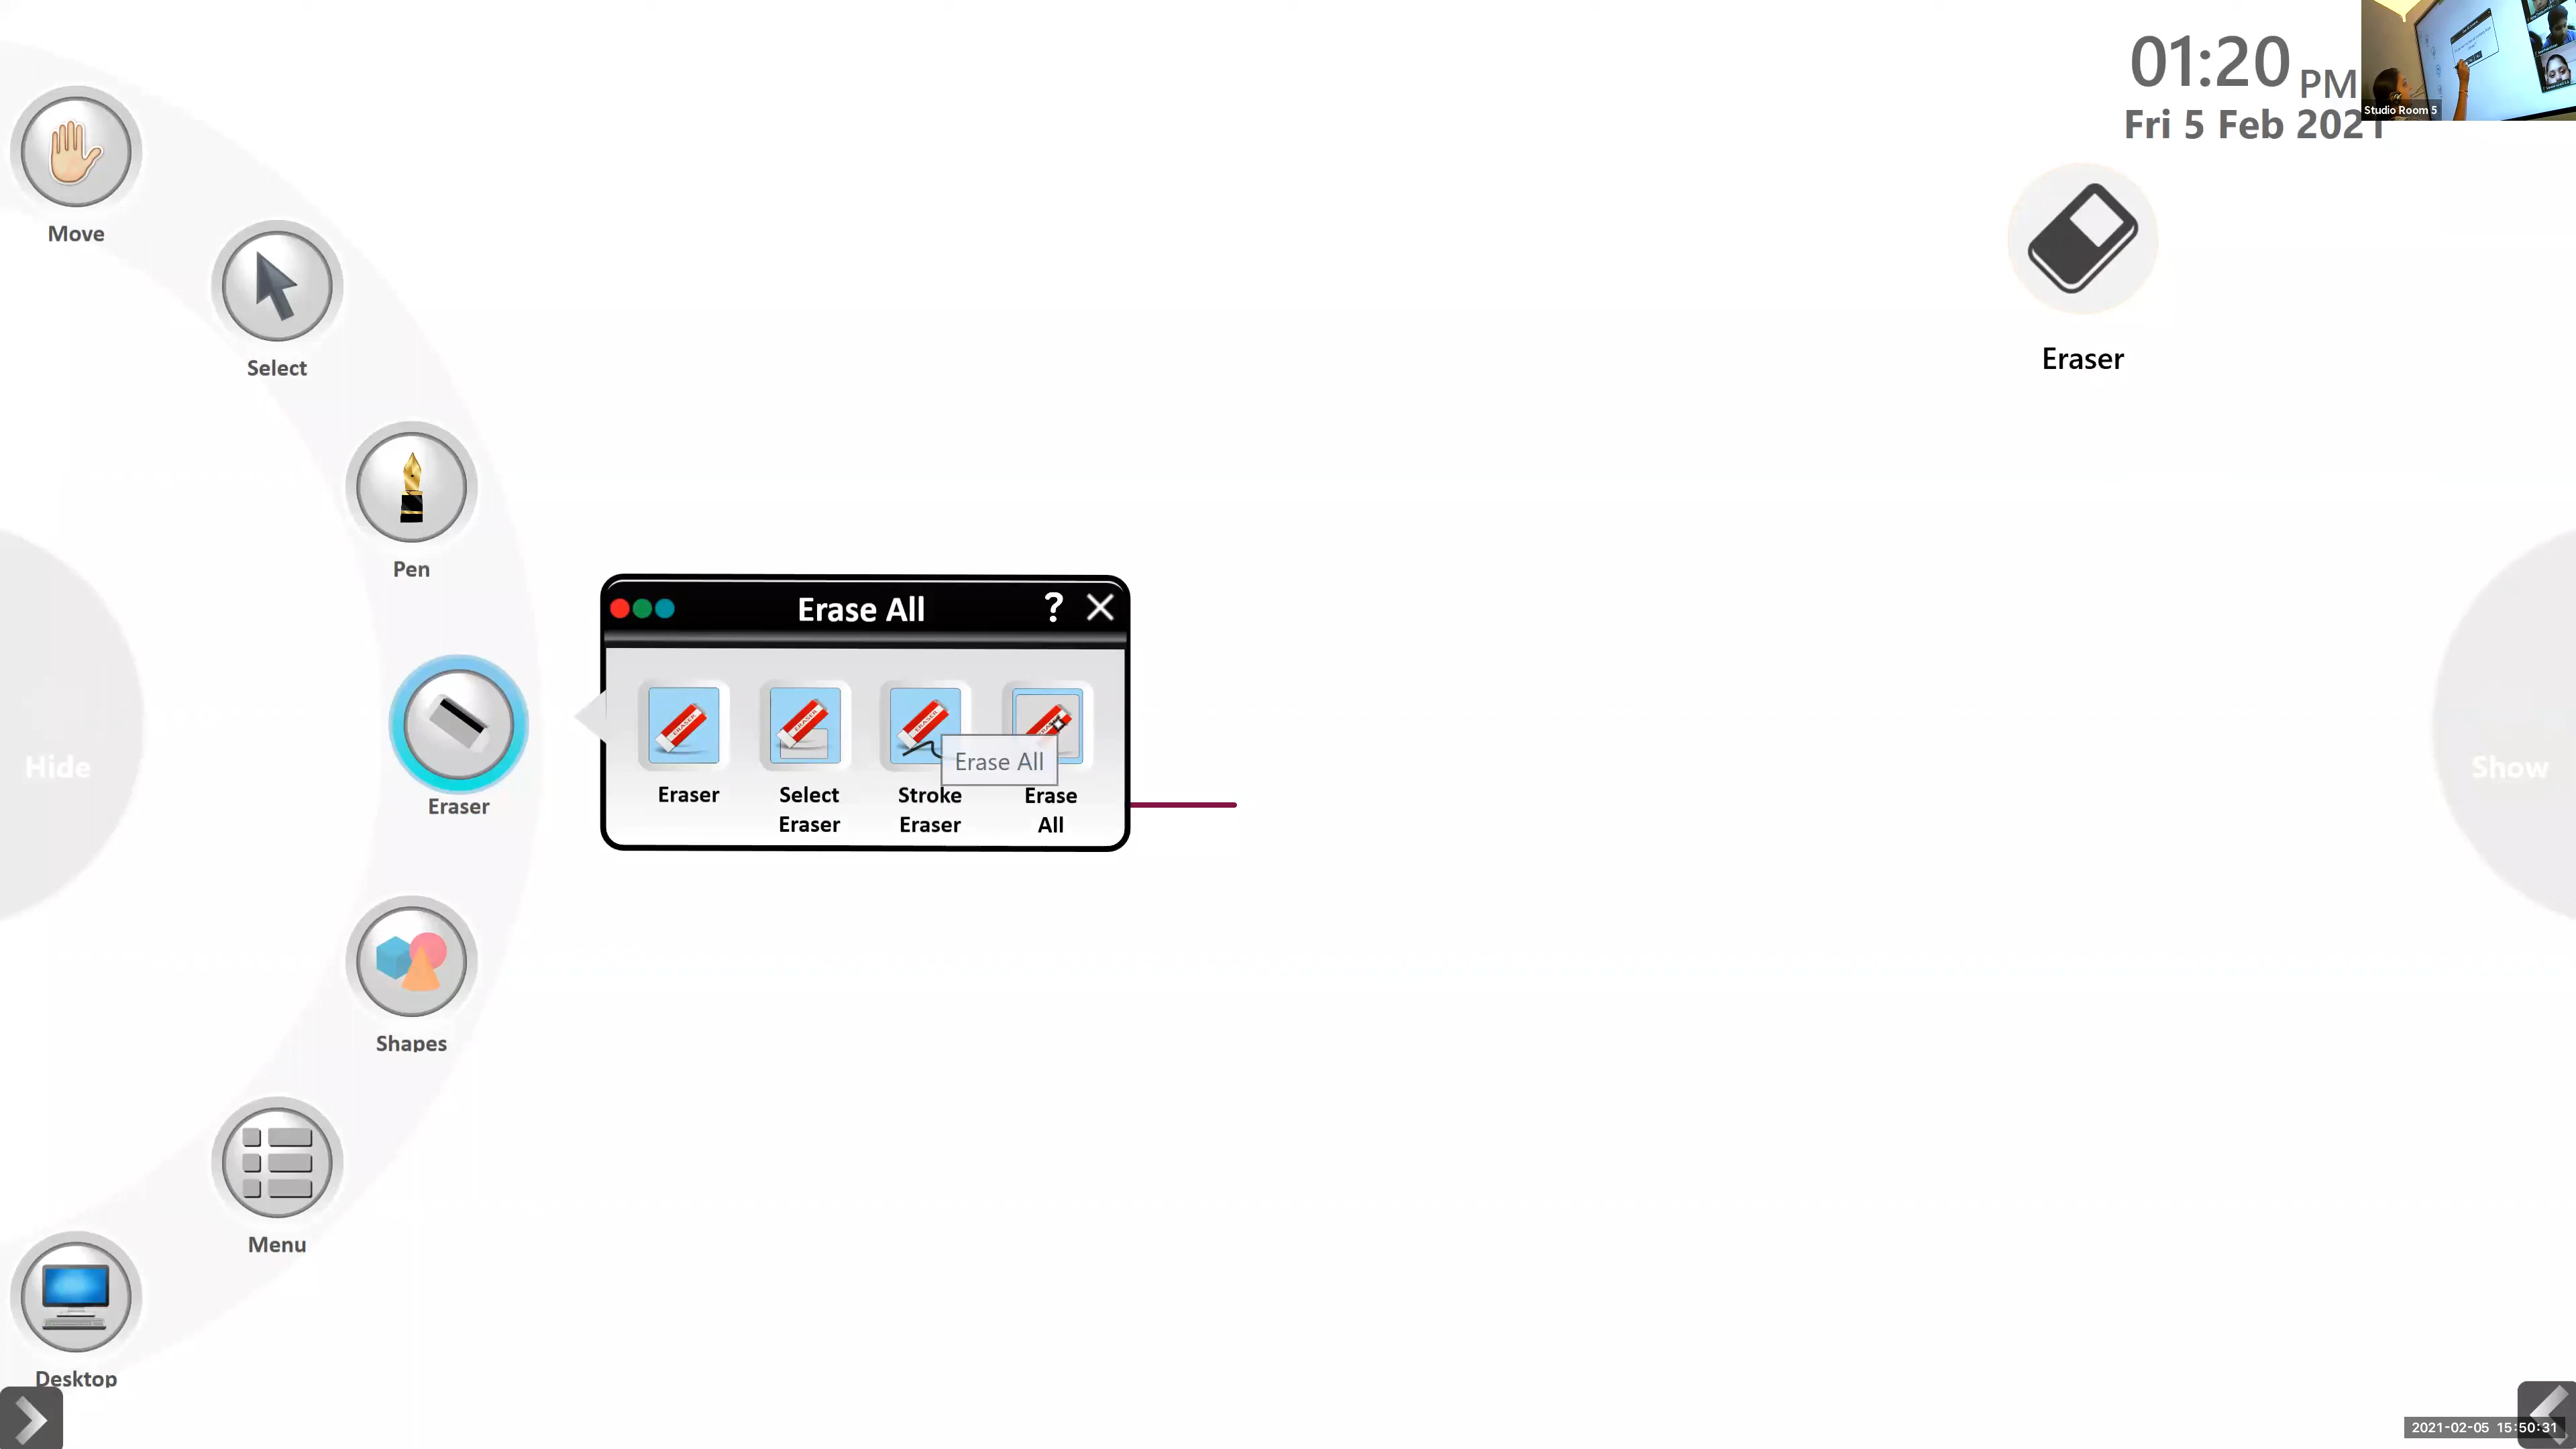 01:20 PM
Fri 5 Feb 2021
Studio Room 5
Move
Select
Eraser
Pen
Erase All ?
Eraser
Select Eraser
Stroke Eraser
Erase All
Erase All
Hide
Eraser
Show
Shapes
Menu
Desktop
2021-02-05 15:50:31